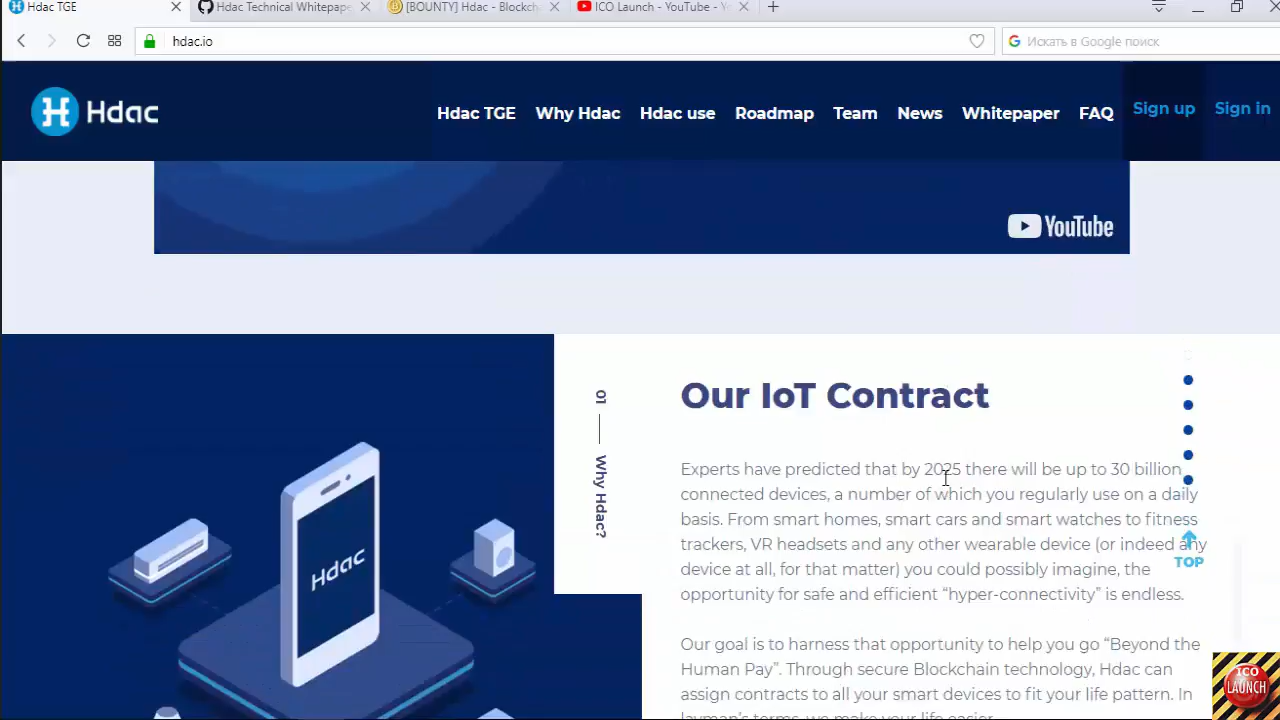 Hdac TGE
Hdac Technical Whitepape
[BOUNTY] Hdac - Blockch
ICO Launch - YouTube - Y
hdac.io
Искать в Google поиск
Hdac
Hdac TGE
Why Hdac
Hdac use
Roadmap
Team
News
Whitepaper
FAQ
Sign up
Sign in
YouTube
01
Why Hdac?
Our IoT Contract
Experts have predicted that by 2025 there will be up to 30 billion
connected devices, a number of which you regularly use on a daily
basis. From smart homes, smart cars and smart watches to fitness
trackers, VR headsets and any other wearable device (or indeed any
device at all, for that matter) you could possibly imagine, the
opportunity for safe and efficient “hyper-connectivity” is endless.
Our goal is to harness that opportunity to help you go “Beyond the
Human Pay”. Through secure Blockchain technology, Hdac can
assign contracts to all your smart devices to fit your life pattern. In
layman's terms, we make your life easier.
TOP
Hdac
ICO
LAUNCH